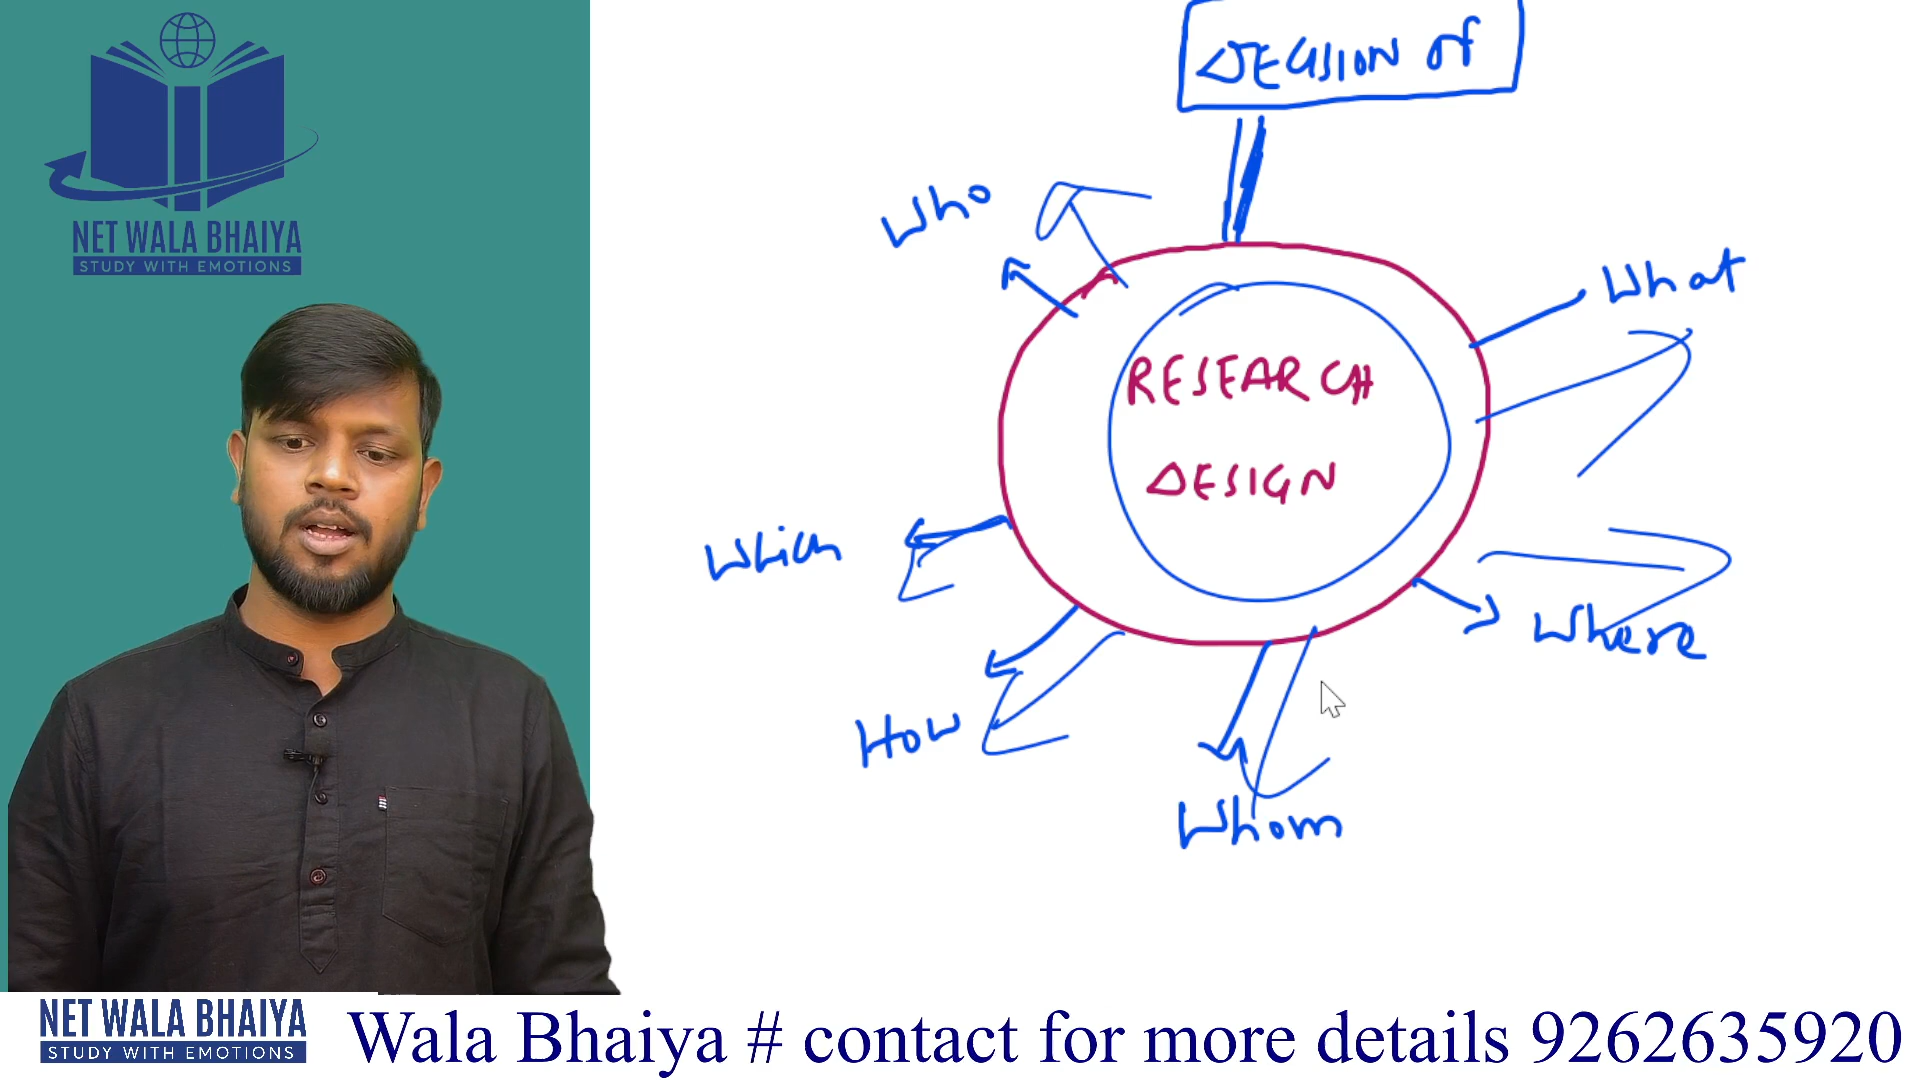 NET WALA BHAIYA
STUDY WITH EMOTIONS
DECISION OF
Who
What
RESEARCH
DESIGN
Which
Where
How
Whom
NET WALA BHAIYA
STUDY WITH EMOTIONS
Wala Bhaiya # contact for more details 9262635920